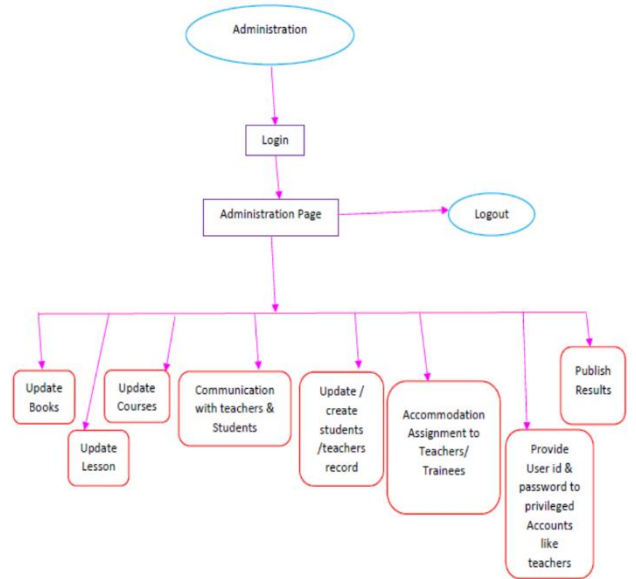 Administration
Login
Administration Page
Logout
Update
Books
Update
Lesson
Update
Courses
Communication
with teachers &
Students
Update /
create
students
/teachers
record
Accommodation
Assignment to
Teachers/
Trainees
Provide
User id &
password to
privileged
Accounts
like
teachers
Publish
Results